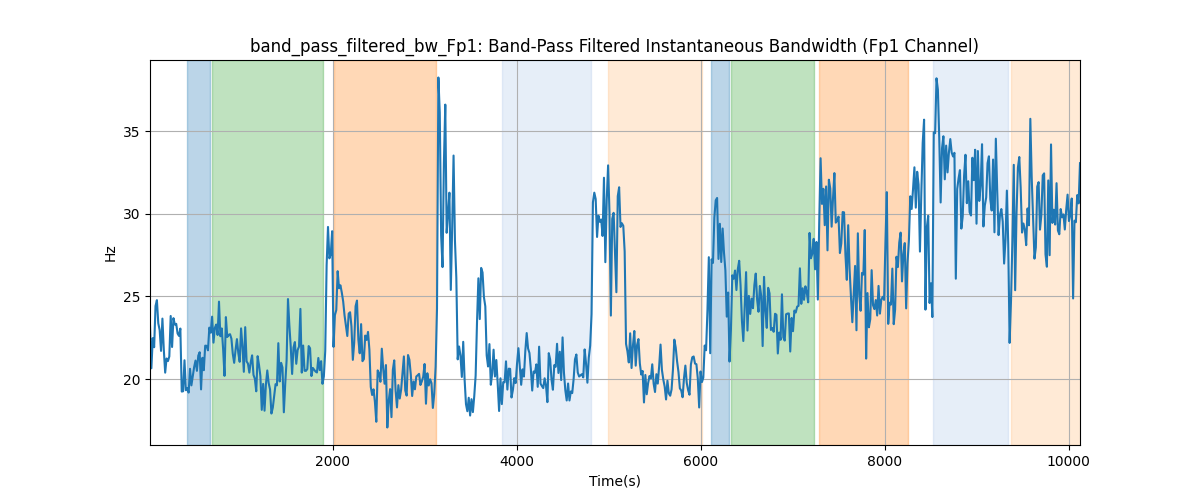 band_pass_filtered_bw_Fp1: Band-Pass Filtered Instantaneous Bandwidth (Fp1 Channel)
35
30
25
20
Hz
2000 4000 6000 8000 10000
Time(s)